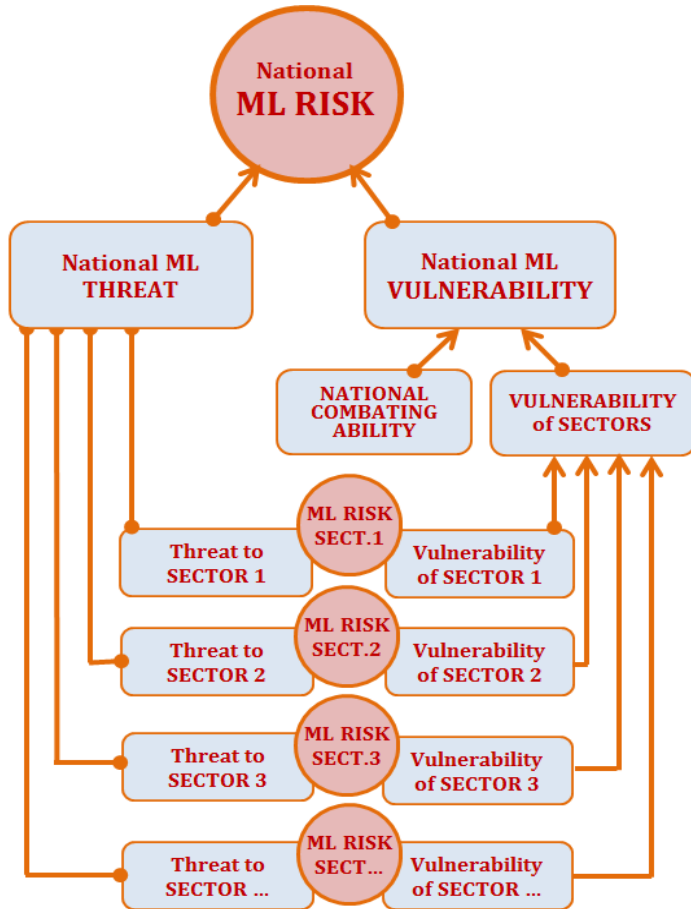 National
ML RISK
National ML
THREAT
National ML
VULNERABILITY
NATIONAL
COMBATING
ABILITY
VULNERABILITY
of SECTORS
Threat to
SECTOR 1
ML RISK
SECT.1
Vulnerability
of SECTOR 1
Threat to
SECTOR 2
ML RISK
SECT.2
Vulnerability
of SECTOR 2
Threat to
SECTOR 3
ML RISK
SECT.3
Vulnerability
of SECTOR 3
Threat to
SECTOR ...
ML RISK
SECT...
Vulnerability
of SECTOR ...